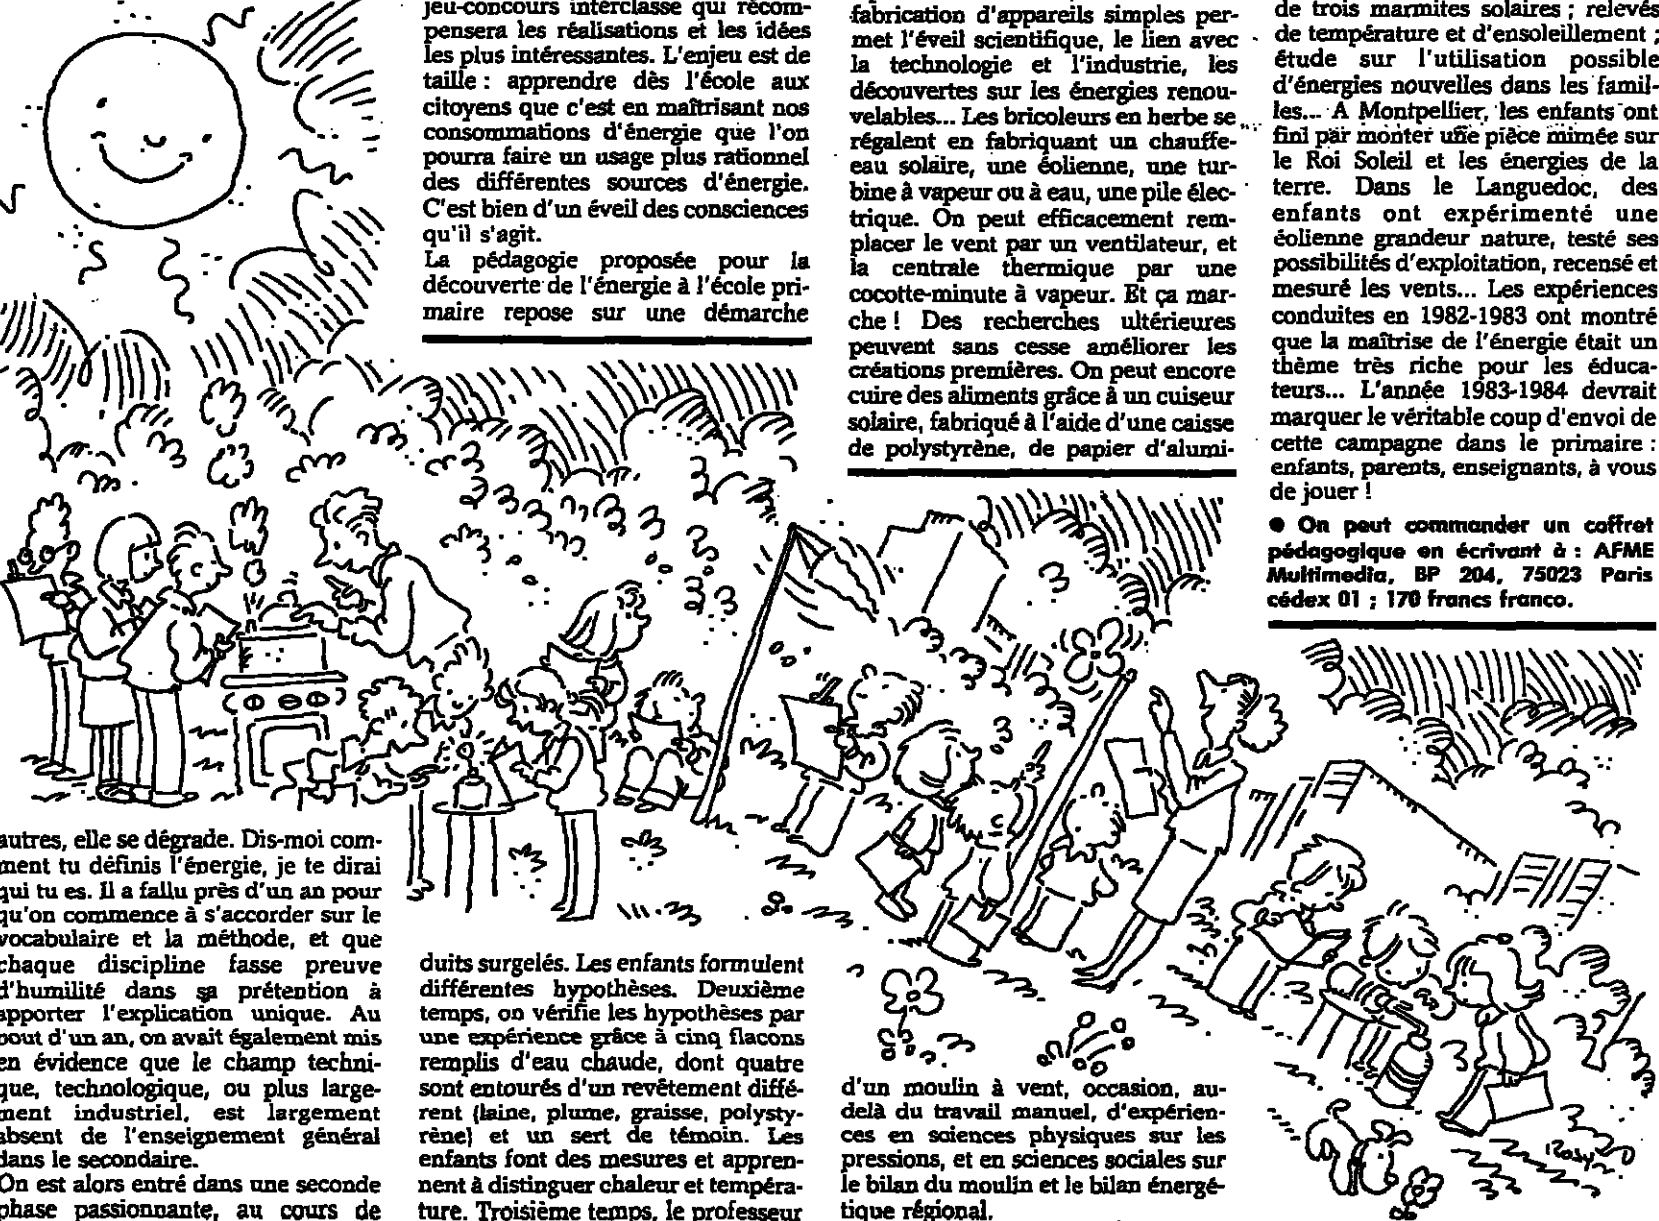 autres, elle se dégrade. Dis-moi com-
ment tu définis l'énergie, je te dirai
qui tu es. Il a fallu près d'un an pour
qu'on commence à s'accorder sur le
vocabulaire et la méthode, et que
chaque discipline fasse preuve
d'humilité dans sa prétention à
apporter l'explication unique. Au
bout d'un an, on avait également mis
en évidence que le champ techni-
que, technologique, ou plus large-
ment industriel, est largement
absent de l'enseignement général
dans le secondaire.
On est alors entré dans une seconde
phase passionnante, au cours de
jeu-concours interclasse qui récom-
pensera les réalisations et les idées
les plus intéressantes. L'enjeu est de
taille : apprendre dès l'école aux
citoyens que c'est en maîtrisant nos
consommations d'énergie que l'on
pourra faire un usage plus rationnel
des différentes sources d'énergie.
C'est bien d'un éveil des consciences
qu'il s'agit.
La pédagogie proposée pour la
découverte de l'énergie à l'école pri-
maire repose sur une démarche
duits surgelés. Les enfants formulent
différentes hypothèses. Deuxième
temps, on vérifie les hypothèses par
une expérience grâce à cinq flacons
remplis d'eau chaude, dont quatre
sont entourés d'un revêtement diffé-
rent (laine, plume, graisse, polysty-
rène) et un sert de témoin. Les
enfants font des mesures et appren-
nent à distinguer chaleur et tempéra-
ture. Troisième temps, le professeur
fabrication d'appareils simples per-
met l'éveil scientifique, le lien avec
la technologie et l'industrie, les
découvertes sur les énergies renou-
velables... Les bricoleurs en herbe se
régalent en fabriquant un chauffe-
eau solaire, une éolienne, une tur-
bine à vapeur ou à eau, une pile élec-
trique. On peut efficacement rem-
placer le vent par un ventilateur, et
la centrale thermique par une
cocotte-minute à vapeur. Et ça mar-
che ! Des recherches ultérieures
peuvent sans cesse améliorer les
créations premières. On peut encore
cuire des aliments grâce à un cuiseur
solaire, fabriqué à l'aide d'une caisse
de polystyrène, de papier d'alumi-
d'un moulin à vent, occasion, au-
delà du travail manuel, d'expérien-
ces en sciences physiques sur les
pressions, et en sciences sociales sur
le bilan du moulin et le bilan énergé-
tique régional.
de trois marmites solaires ; relevés
de température et d'ensoleillement ;
étude sur l'utilisation possible
d'énergies nouvelles dans les famil-
les... A Montpellier, les enfants ont
fini par monter une pièce mimée sur
le Roi Soleil et les énergies de la
terre. Dans le Languedoc, des
enfants ont expérimenté une
éolienne grandeur nature, testé ses
possibilités d'exploitation, recensé et
mesuré les vents... Les expériences
conduites en 1982-1983 ont montré
que la maîtrise de l'énergie était un
thème très riche pour les éduca-
teurs... L'année 1983-1984 devrait
marquer le véritable coup d'envoi de
cette campagne dans le primaire :
enfants, parents, enseignants, à vous
de jouer !
● On peut commander un coffret
pédagogique en écrivant à : AFME
Multimedia, BP 204, 75023 Paris
cédex 01 ; 170 francs franco.